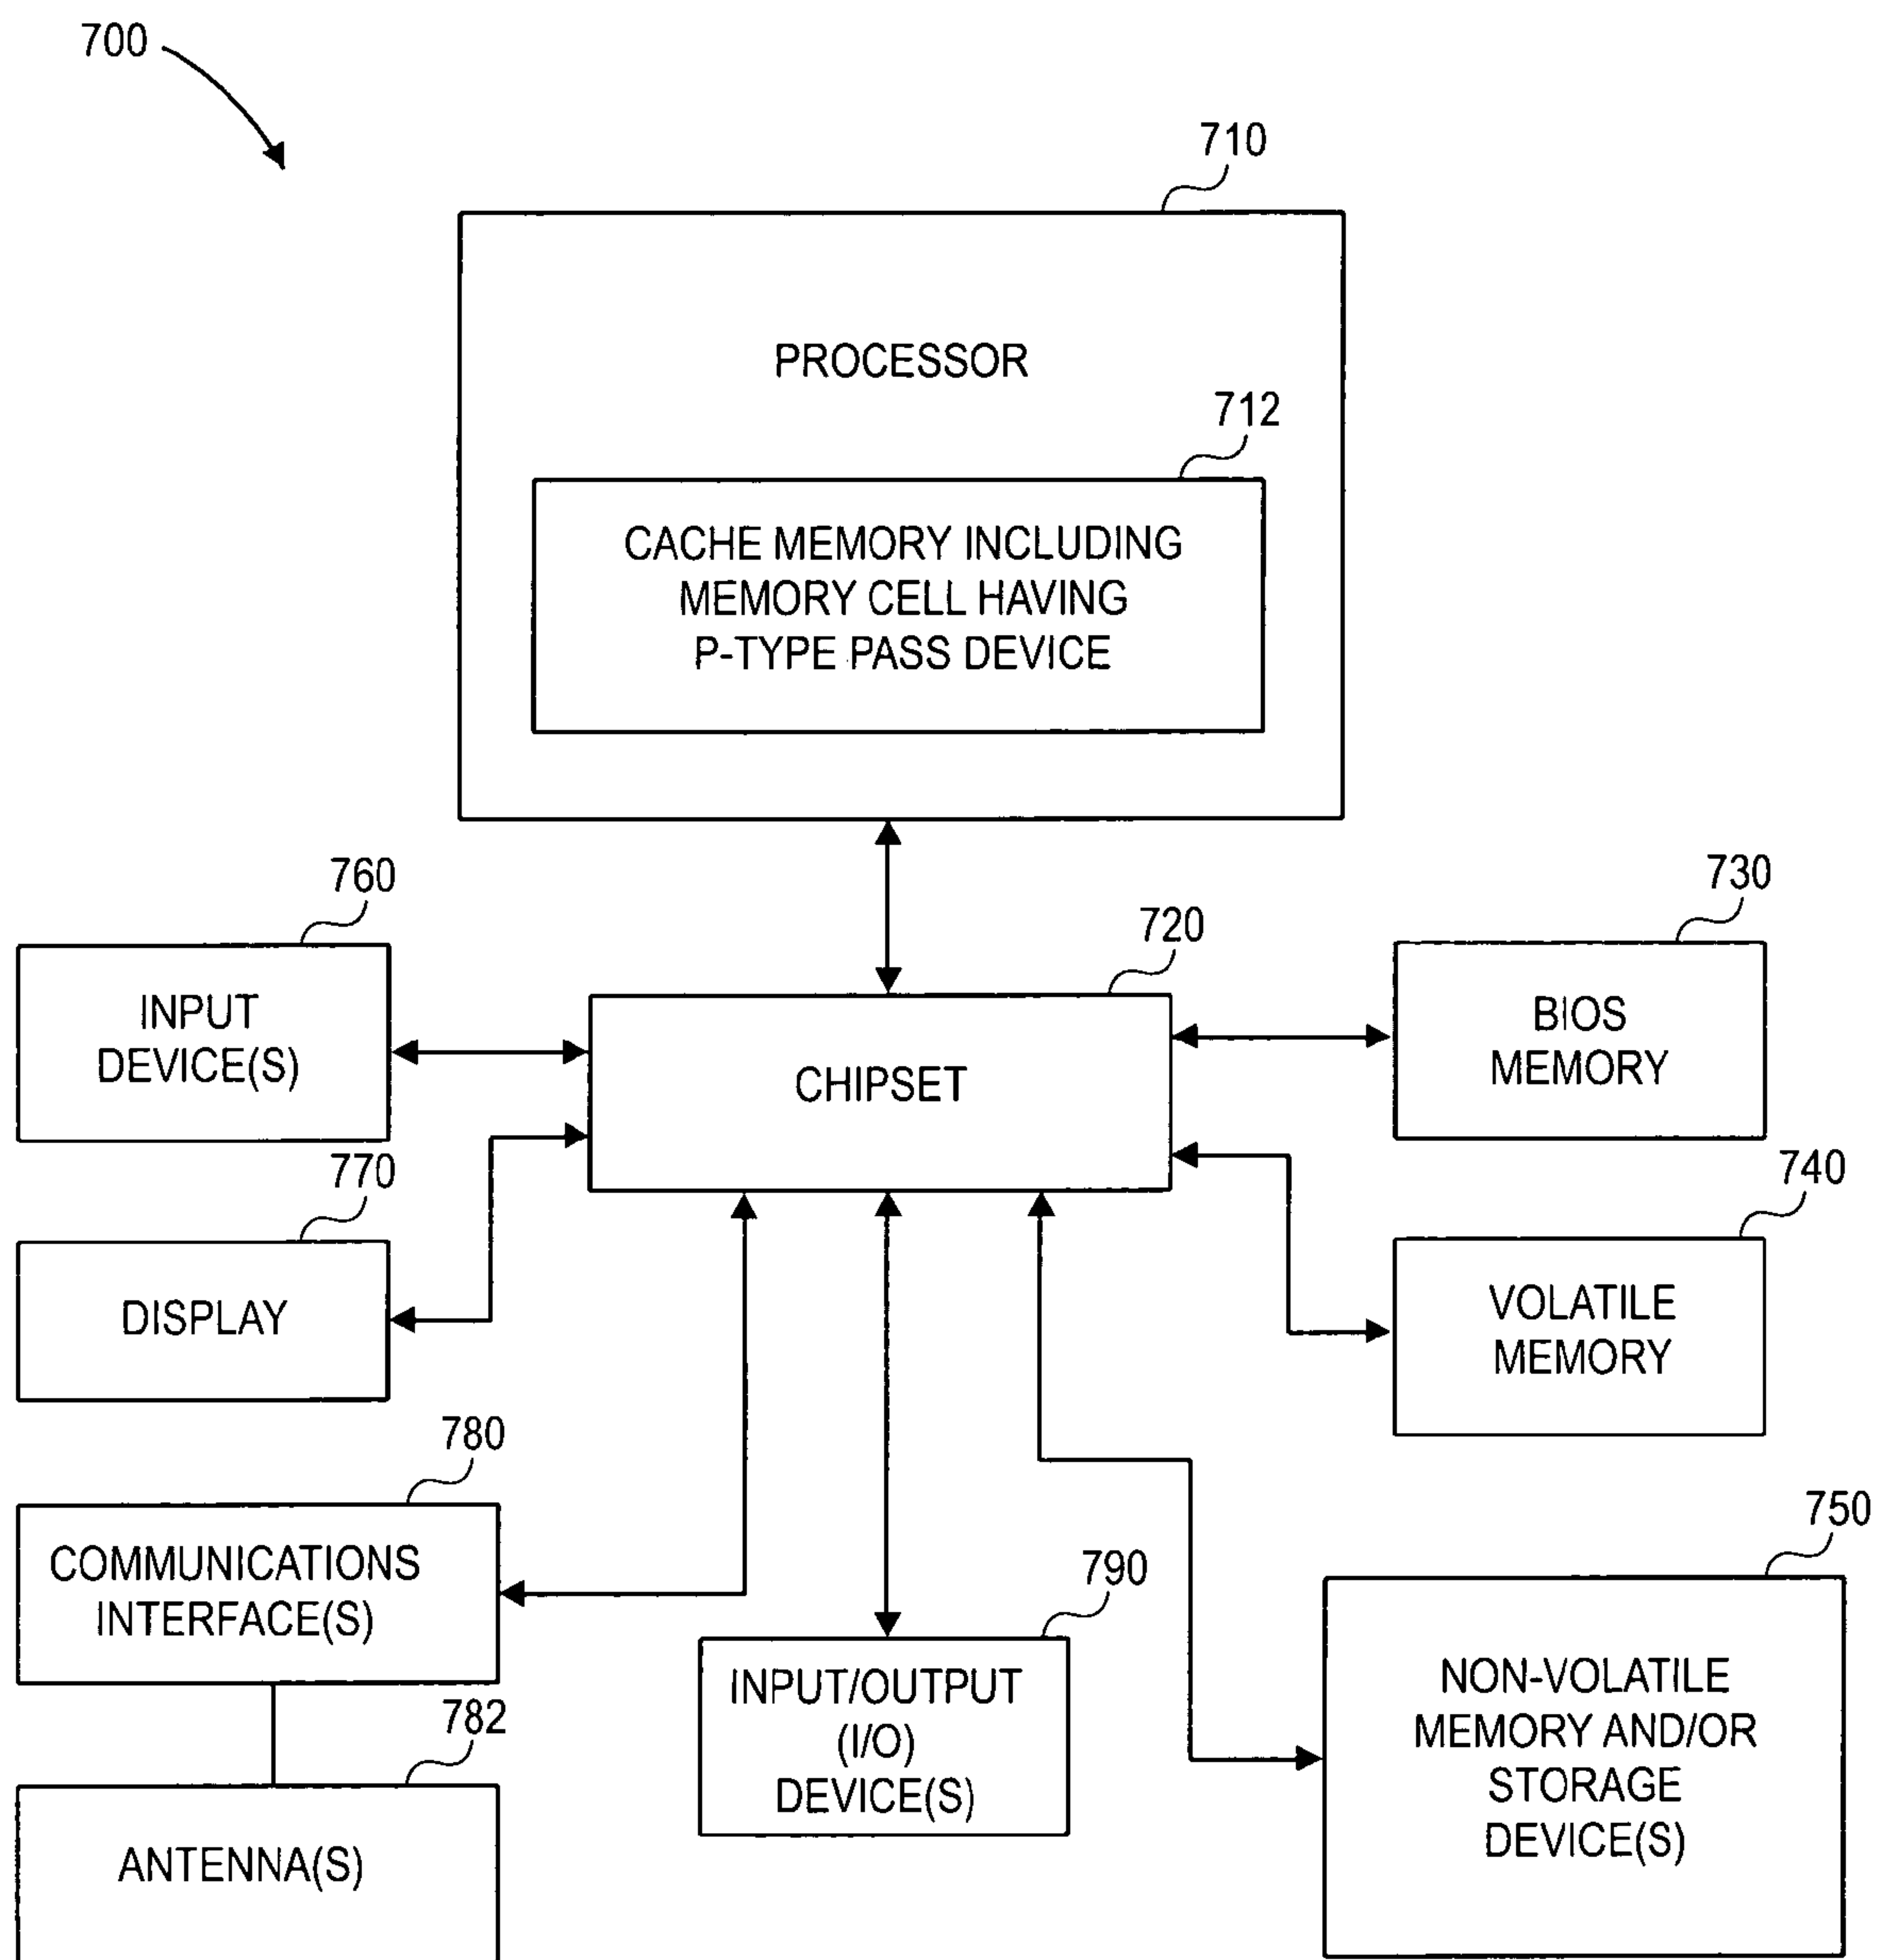 700
710
PROCESSOR
712
CACHE MEMORY INCLUDING
MEMORY CELL HAVING
P-TYPE PASS DEVICE
760
INPUT
DEVICE(S)
720
CHIPSET
730
BIOS
MEMORY
770
DISPLAY
740
VOLATILE
MEMORY
780
COMMUNICATIONS
INTERFACE(S)
782
ANTENNA(S)
790
INPUT/OUTPUT
(I/O)
DEVICE(S)
750
NON-VOLATILE
MEMORY AND/OR
STORAGE
DEVICE(S)